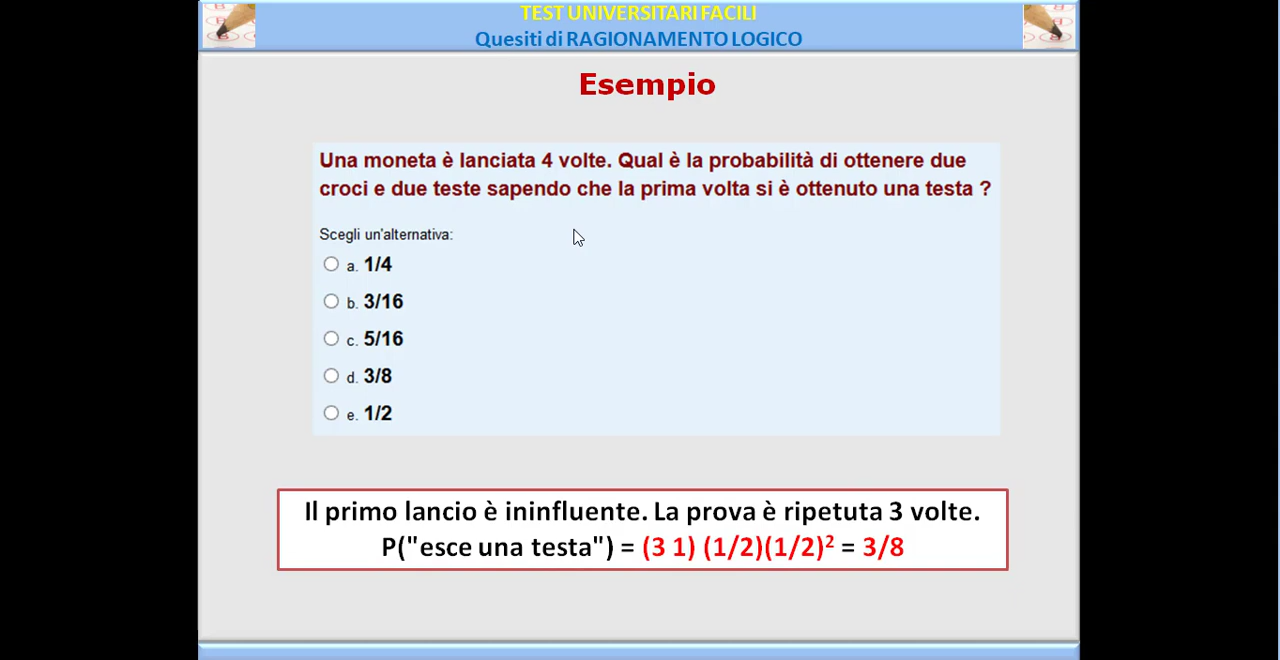 TEST UNIVERSITARI FACILI
Quesiti di RAGIONAMENTO LOGICO
Esempio
Una moneta è lanciata 4 volte. Qual è la probabilità di ottenere due
croci e due teste sapendo che la prima volta si è ottenuto una testa ?
Scegli un'alternativa:
a. 1/4
b. 3/16
c. 5/16
d. 3/8
e. 1/2
Il primo lancio è ininfluente. La prova è ripetuta 3 volte.
P("esce una testa") = (3 1) (1/2)(1/2)² = 3/8